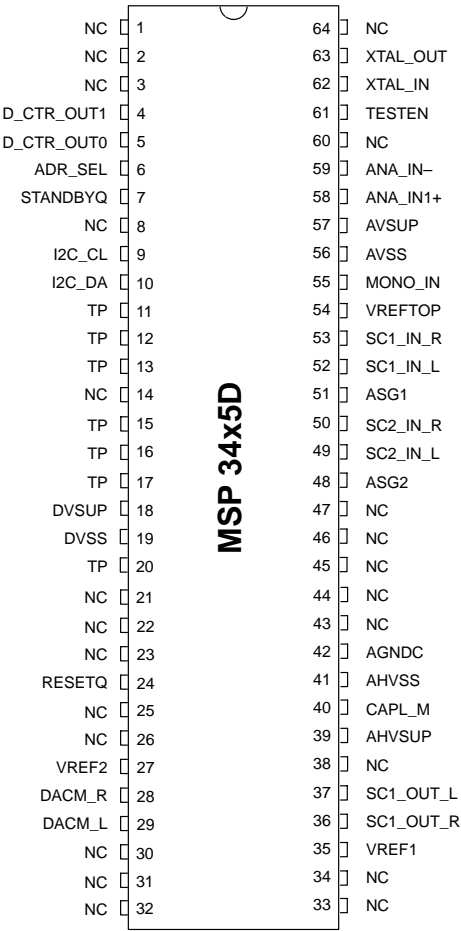 NC 1 64 NC
NC 2 63 XTAL_OUT
NC 3 62 XTAL_IN
D_CTR_OUT1 4 61 TESTEN
D_CTR_OUT0 5 60 NC
ADR_SEL 6 59 ANA_IN–
STANDBYQ 7 58 ANA_IN1+
NC 8 57 AVSUP
I2C_CL 9 56 AVSS
I2C_DA 10 55 MONO_IN
TP 11 54 VREFTOP
TP 12 53 SC1_IN_R
TP 13 52 SC1_IN_L
NC 14 51 ASG1
TP 15 50 SC2_IN_R
TP 16 49 SC2_IN_L
TP 17 48 ASG2
DVSUP 18 47 NC
DVSS 19 46 NC
TP 20 45 NC
NC 21 44 NC
NC 22 43 NC
NC 23 42 AGNDC
RESETQ 24 41 AHVSS
NC 25 40 CAPL_M
NC 26 39 AHVSUP
VREF2 27 38 NC
DACM_R 28 37 SC1_OUT_L
DACM_L 29 36 SC1_OUT_R
NC 30 35 VREF1
NC 31 34 NC
NC 32 33 NC
MSP 34x5D